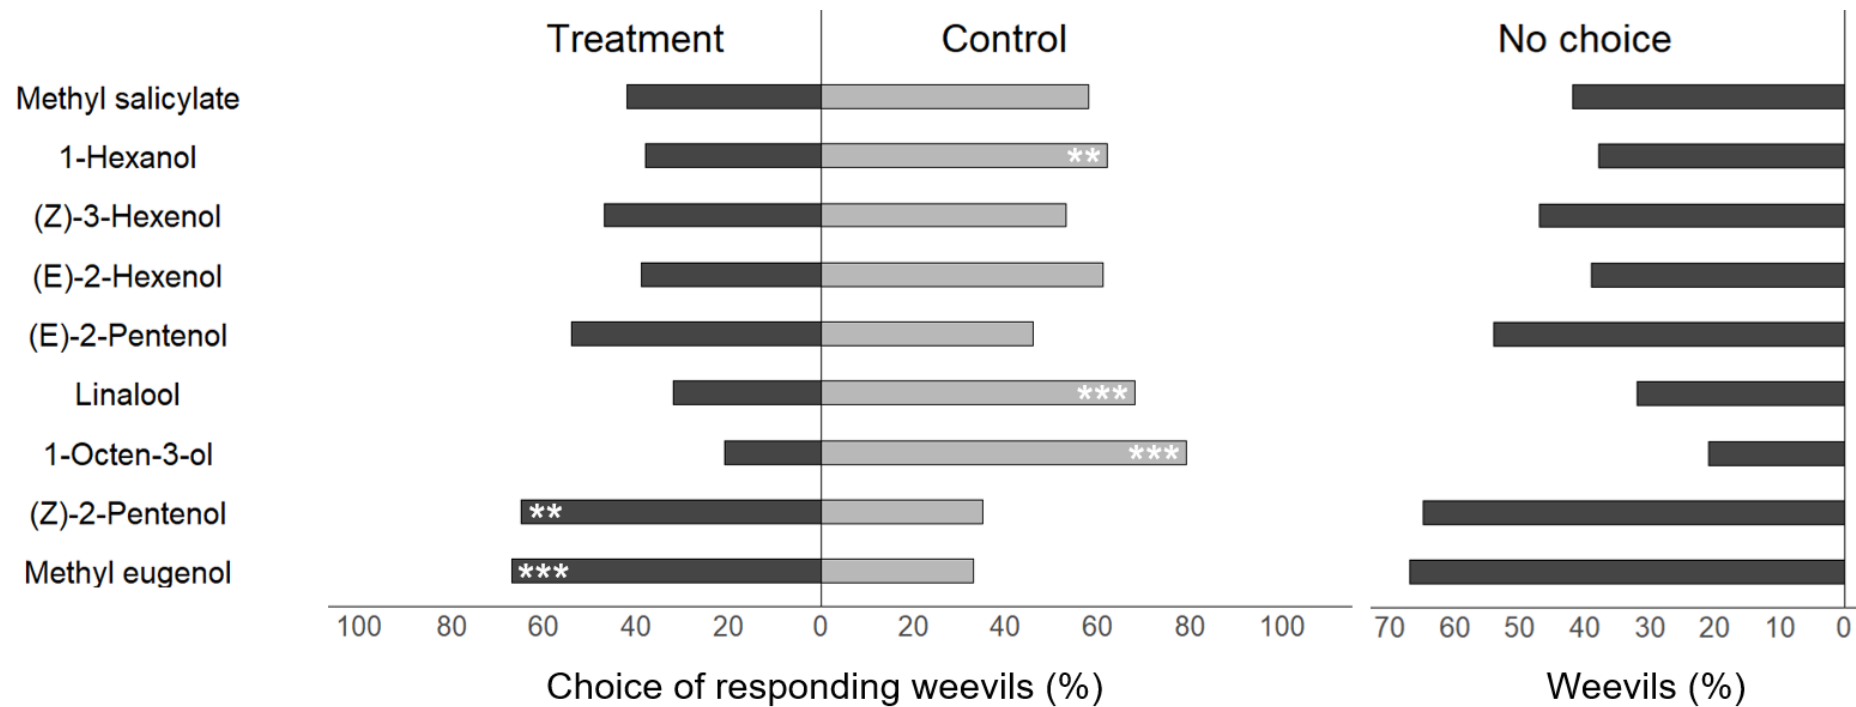 Treatment Control No choice
Methyl salicylate
1-Hexanol **
(Z)-3-Hexenol
(E)-2-Hexenol
(E)-2-Pentenol
Linalool ***
1-Octen-3-ol ***
(Z)-2-Pentenol **
Methyl eugenol ***
100 80 60 40 20 0 20 40 60 80 100 70 60 50 40 30 20 10 0
Choice of responding weevils (%) Weevils (%)